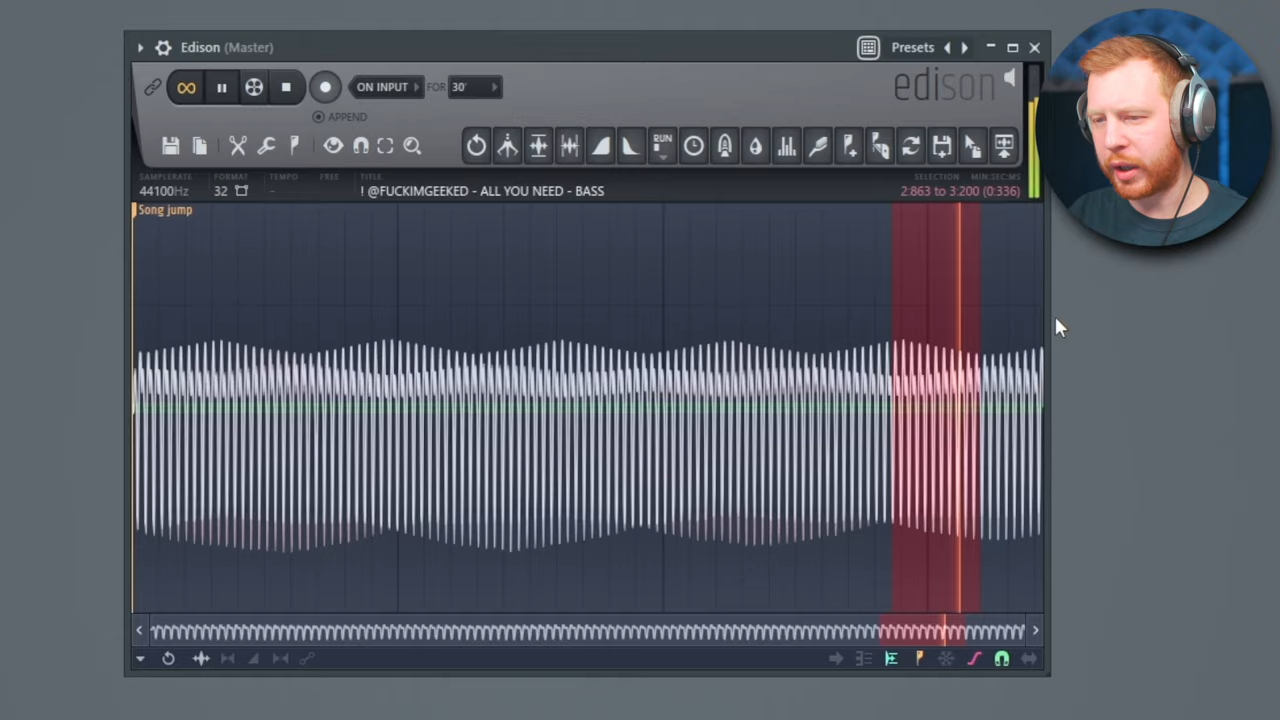 Edison (Master)
Presets
ON INPUT
FOR
30'
edison
APPEND
RUN
SAMPLERATE
FORMAT
TEMPO
FREE
TITLE
SELECTION
MIN:SEC:MS
44100Hz
32
-
! @FUCKIMGEEKED - ALL YOU NEED - BASS
2:863 to 3:200 (0:336)
Song jump